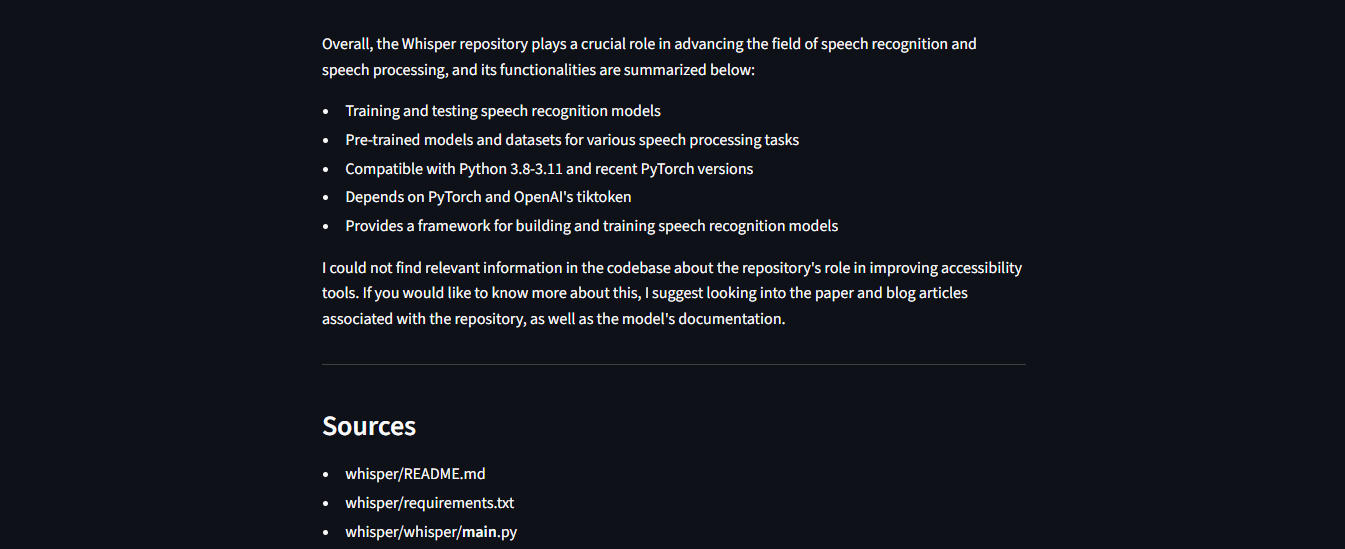 Overall, the Whisper repository plays a crucial role in advancing the field of speech recognition and
speech processing, and its functionalities are summarized below:
• Training and testing speech recognition models
• Pre-trained models and datasets for various speech processing tasks
• Compatible with Python 3.8-3.11 and recent PyTorch versions
• Depends on PyTorch and OpenAI's tiktoken
• Provides a framework for building and training speech recognition models
I could not find relevant information in the codebase about the repository's role in improving accessibility
tools. If you would like to know more about this, I suggest looking into the paper and blog articles
associated with the repository, as well as the model's documentation.
Sources
• whisper/README.md
• whisper/requirements.txt
• whisper/whisper/main.py